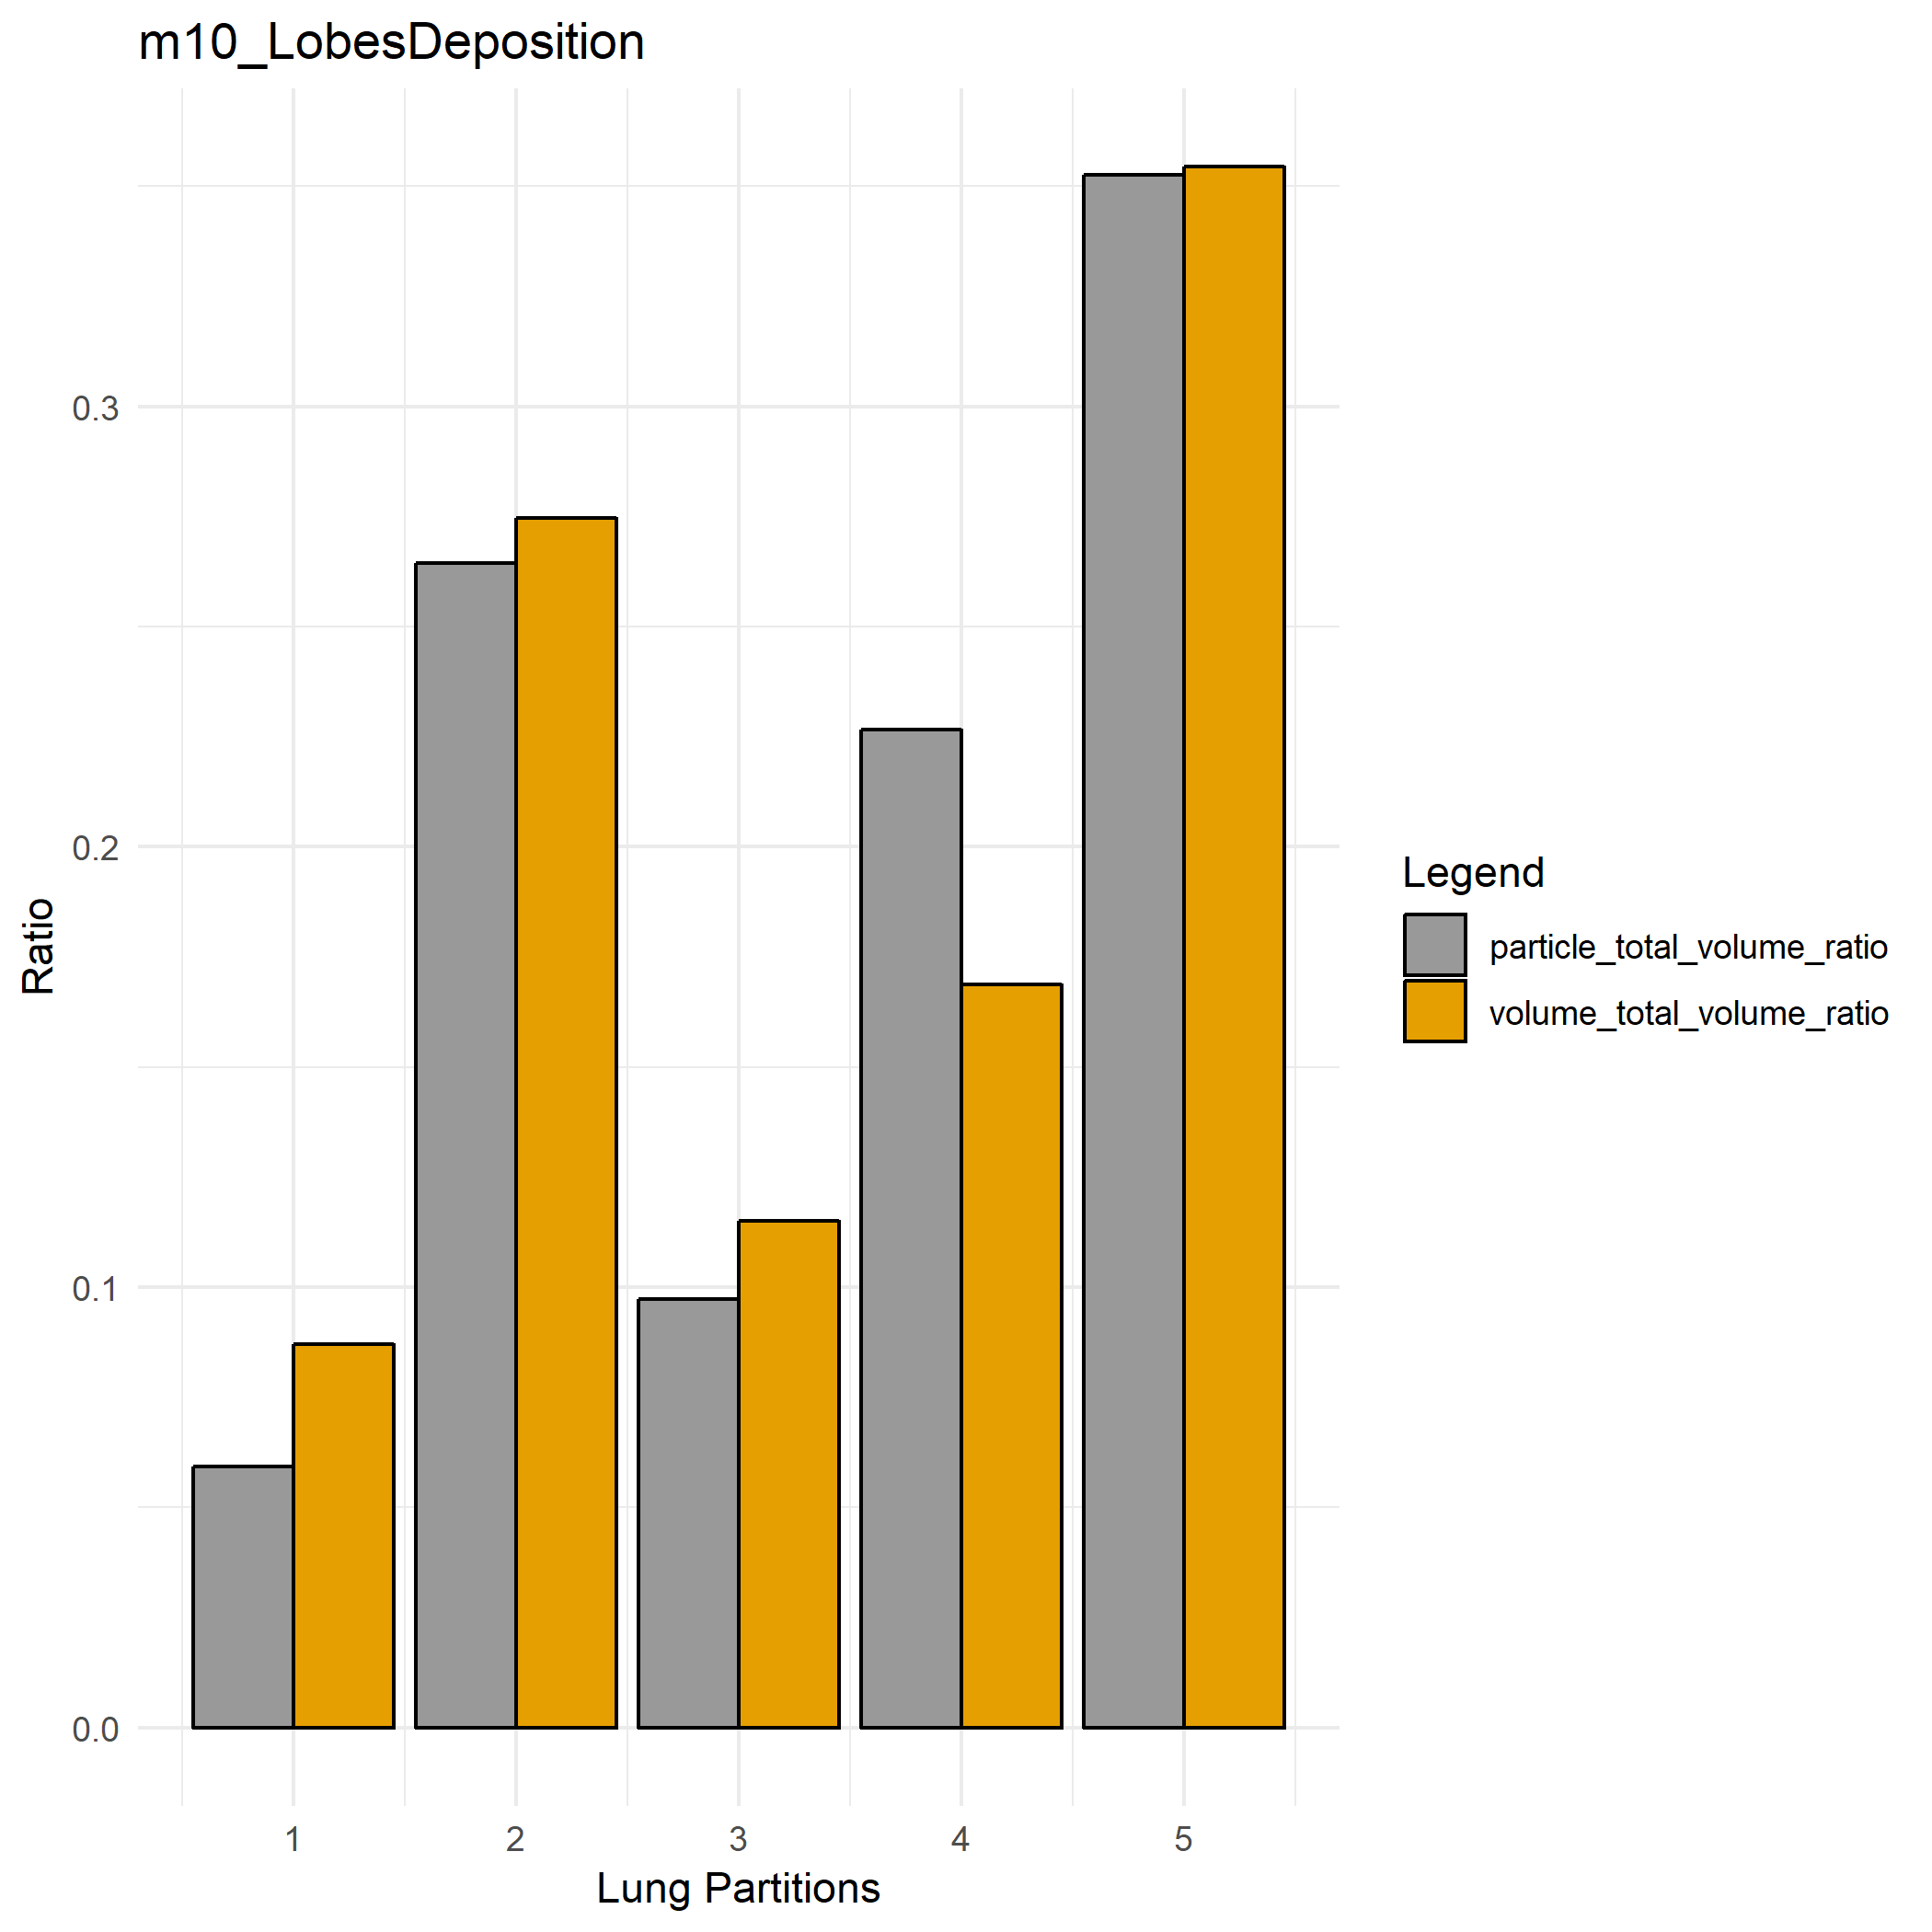 m10_LobesDeposition
0.3
0.2
0.1
0.0
Ratio
1 2 3 4 5
Lung Partitions
Legend
particle_total_volume_ratio
volume_total_volume_ratio